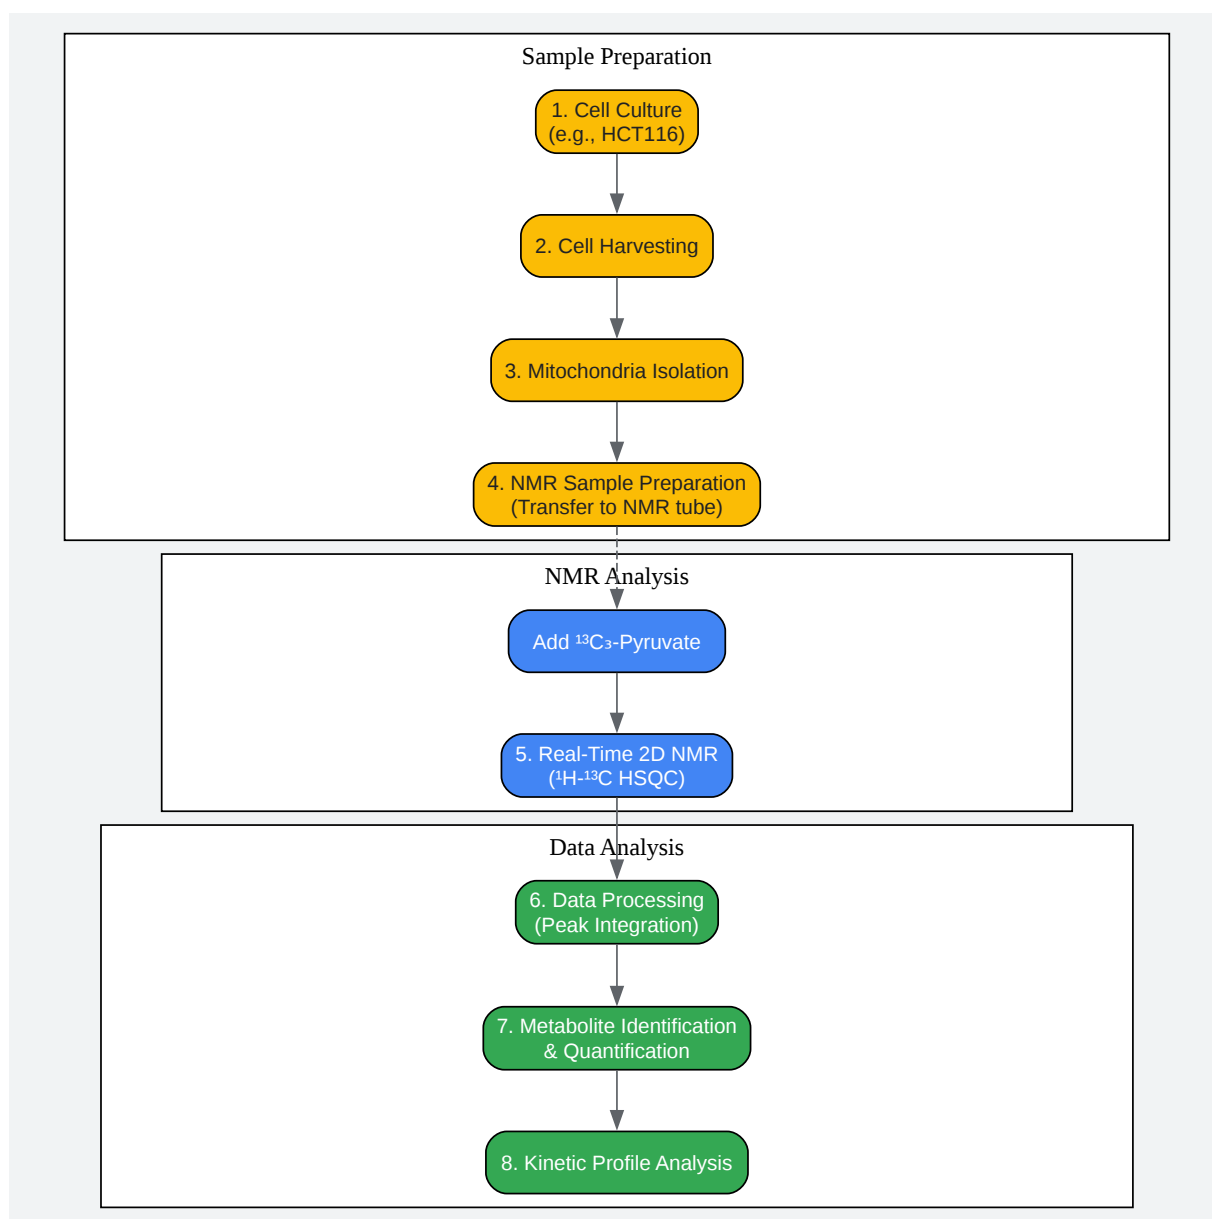 Sample Preparation
1. Cell Culture
(e.g., HCT116)
2. Cell Harvesting
3. Mitochondria Isolation
4. NMR Sample Preparation
(Transfer to NMR tube)
NMR Analysis
Add ¹³C₃-Pyruvate
5. Real-Time 2D NMR
(¹H-¹³C HSQC)
Data Analysis
6. Data Processing
(Peak Integration)
7. Metabolite Identification
& Quantification
8. Kinetic Profile Analysis